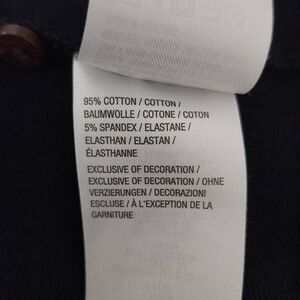 95% COTTON / COTTON /
BAUMWOLLE / COTONE / COTON
5% SPANDEX / ELASTANE /
ELASTHAN / ELASTAN /
ÉLASTHANNE
EXCLUSIVE OF DECORATION /
EXCLUSIVE OF DECORATION / OHNE
VERZIERUNGEN / DECORAZIONI
ESCLUSE / À L'EXCEPTION DE LA
GARNITURE